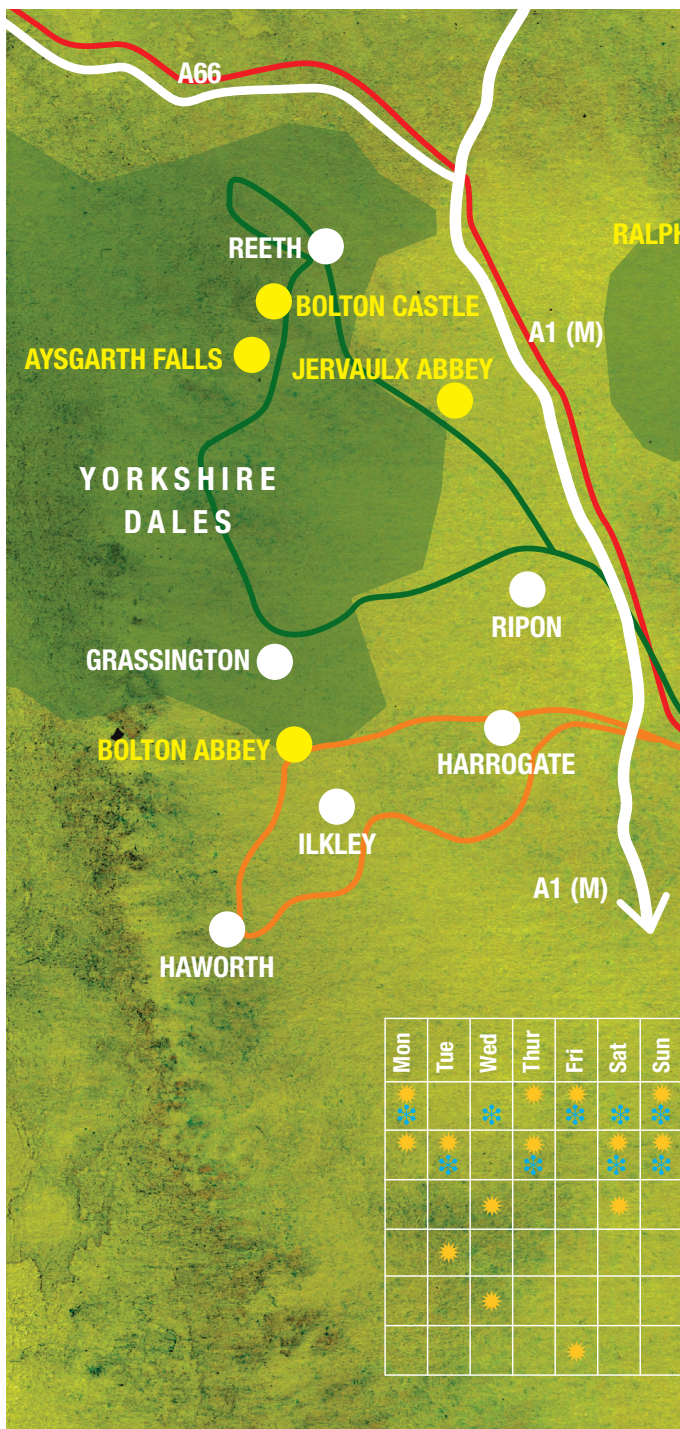 A66
REETH
RALPH
BOLTON CASTLE
A1 (M)
AYSGARTH FALLS
JERVAULX ABBEY
YORKSHIRE
DALES
RIPON
GRASSINGTON
BOLTON ABBEY
HARROGATE
ILKLEY
A1 (M)
HAWORTH
Mon Tue Wed Thur Fri Sat Sun